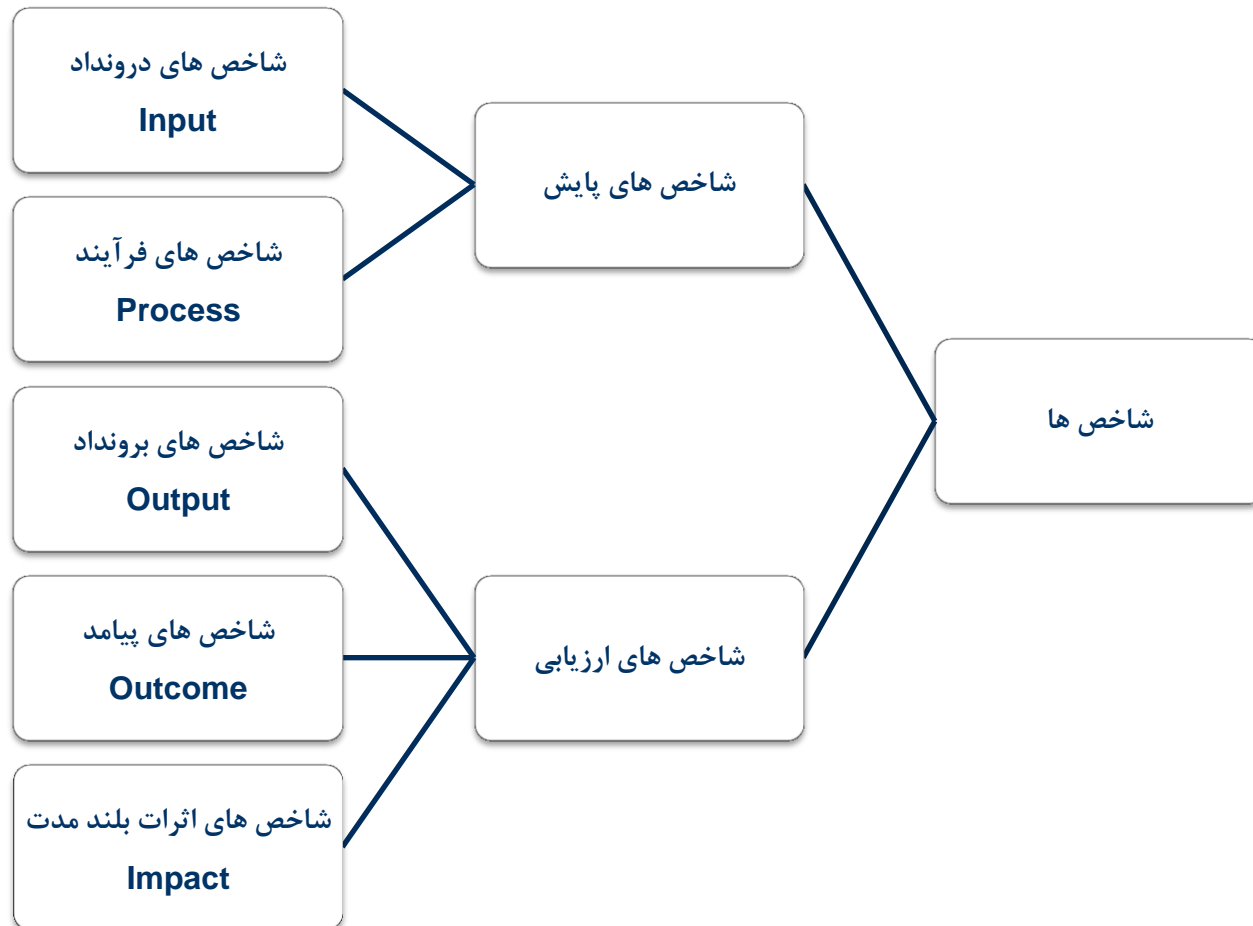 شاخص ها
شاخص های پایش
شاخص های درونداد
Input
شاخص های فرآیند
Process
شاخص های ارزیابی
شاخص های برونداد
Output
شاخص های پیامد
Outcome
شاخص های اثرات بلند مدت
Impact